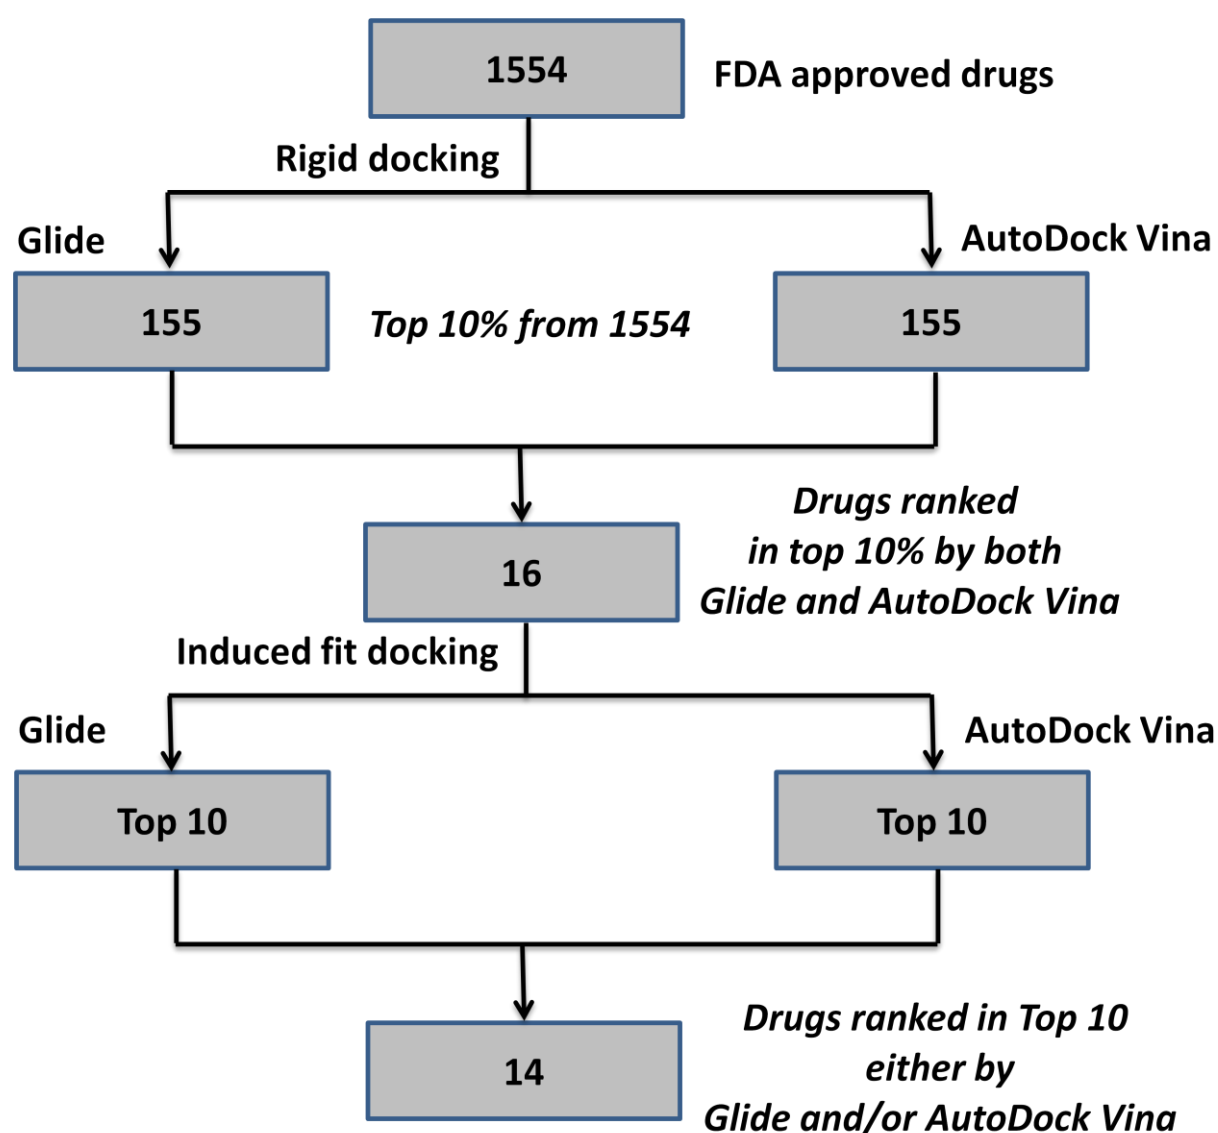 1554
FDA approved drugs
Rigid docking
Glide
AutoDock Vina
155
Top 10% from 1554
155
Drugs ranked
in top 10% by both
Glide and AutoDock Vina
16
Induced fit docking
Glide
AutoDock Vina
Top 10
Top 10
14
Drugs ranked in Top 10
either by
Glide and/or AutoDock Vina